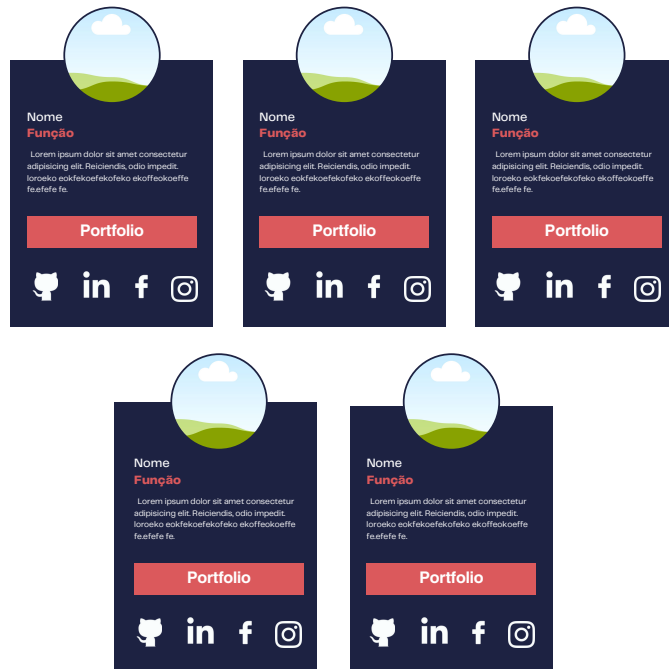 Nome
Função
Lorem ipsum dolor sit amet consectetur
adipisicing elit. Reiciendis, odio impedit.
loroeko eokfekoefekofeko ekoffeokoeffe
fe.efefe fe.
Portfolio
in
Nome
Função
Lorem ipsum dolor sit amet consectetur
adipisicing elit. Reiciendis, odio impedit.
loroeko eokfekoefekofeko ekoffeokoeffe
fe.efefe fe.
Portfolio
in
Nome
Função
Lorem ipsum dolor sit amet consectetur
adipisicing elit. Reiciendis, odio impedit.
loroeko eokfekoefekofeko ekoffeokoeffe
fe.efefe fe.
Portfolio
in
Nome
Função
Lorem ipsum dolor sit amet consectetur
adipisicing elit. Reiciendis, odio impedit.
loroeko eokfekoefekofeko ekoffeokoeffe
fe.efefe fe.
Portfolio
in
Nome
Função
Lorem ipsum dolor sit amet consectetur
adipisicing elit. Reiciendis, odio impedit.
loroeko eokfekoefekofeko ekoffeokoeffe
fe.efefe fe.
Portfolio
in